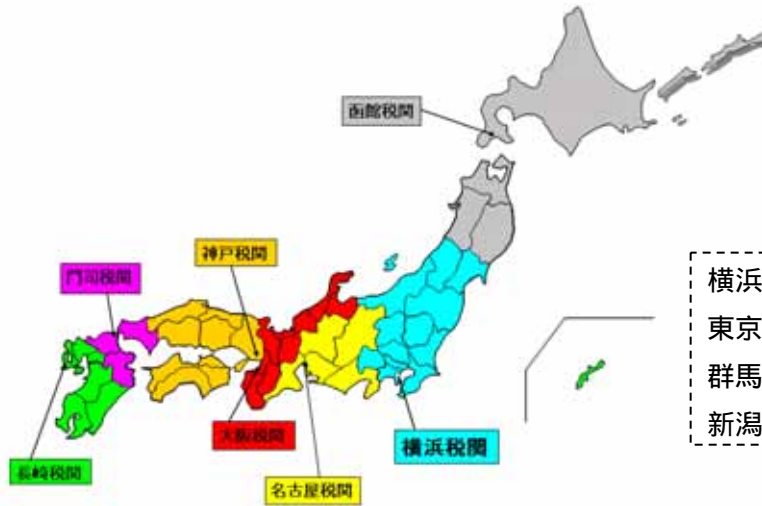 函館税関
神戸税関
門司税関
大阪税関
横浜税関
長崎税関
名古屋税関
横浜
東京
群馬
新潟